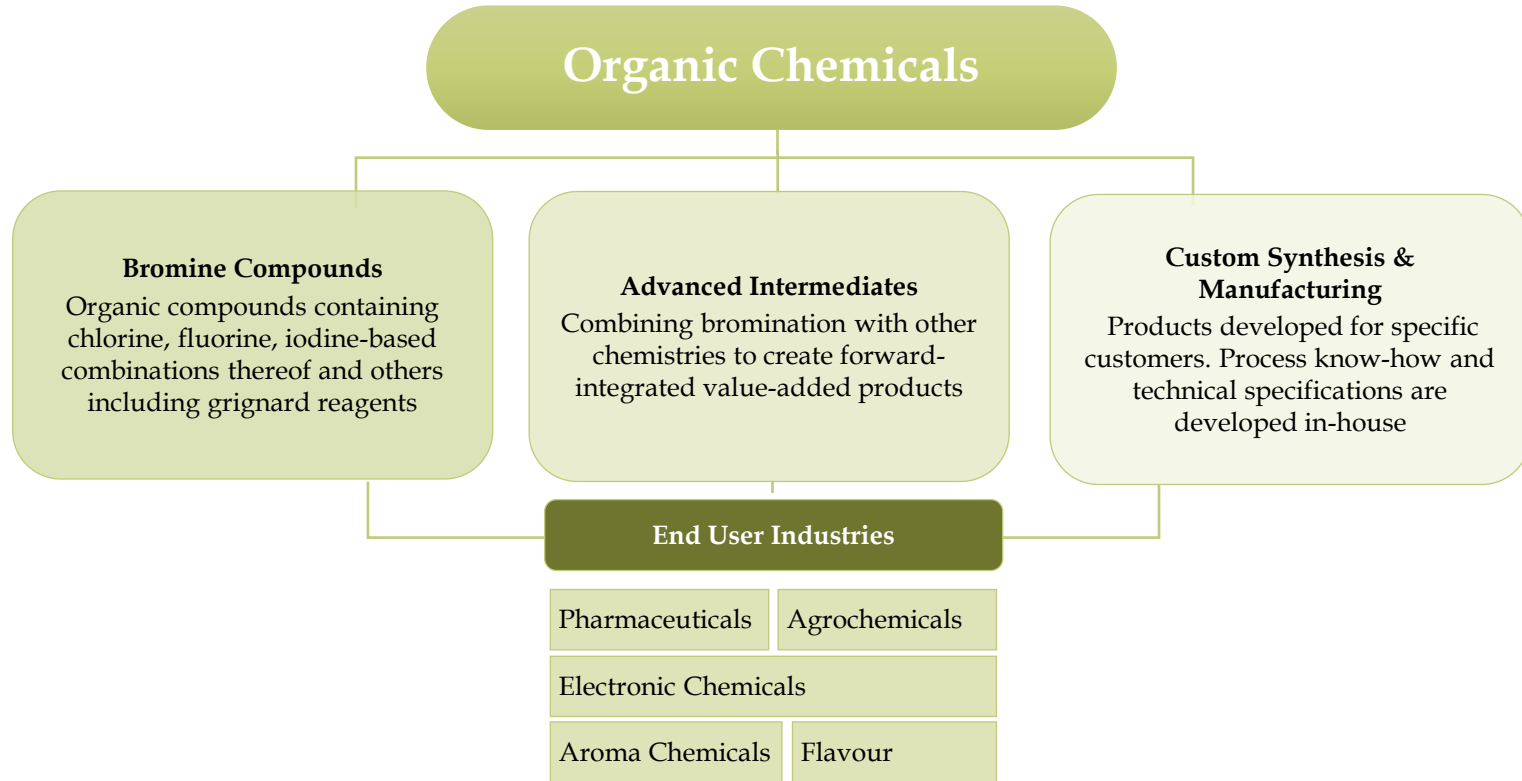 Organic Chemicals
Bromine Compounds
Organic compounds containing
chlorine, fluorine, iodine-based
combinations thereof and others
including grignard reagents
Advanced Intermediates
Combining bromination with other
chemistries to create forward-
integrated value-added products
Custom Synthesis &
Manufacturing
Products developed for specific
customers. Process know-how and
technical specifications are
developed in-house
End User Industries
Pharmaceuticals
Agrochemicals
Electronic Chemicals
Aroma Chemicals
Flavour